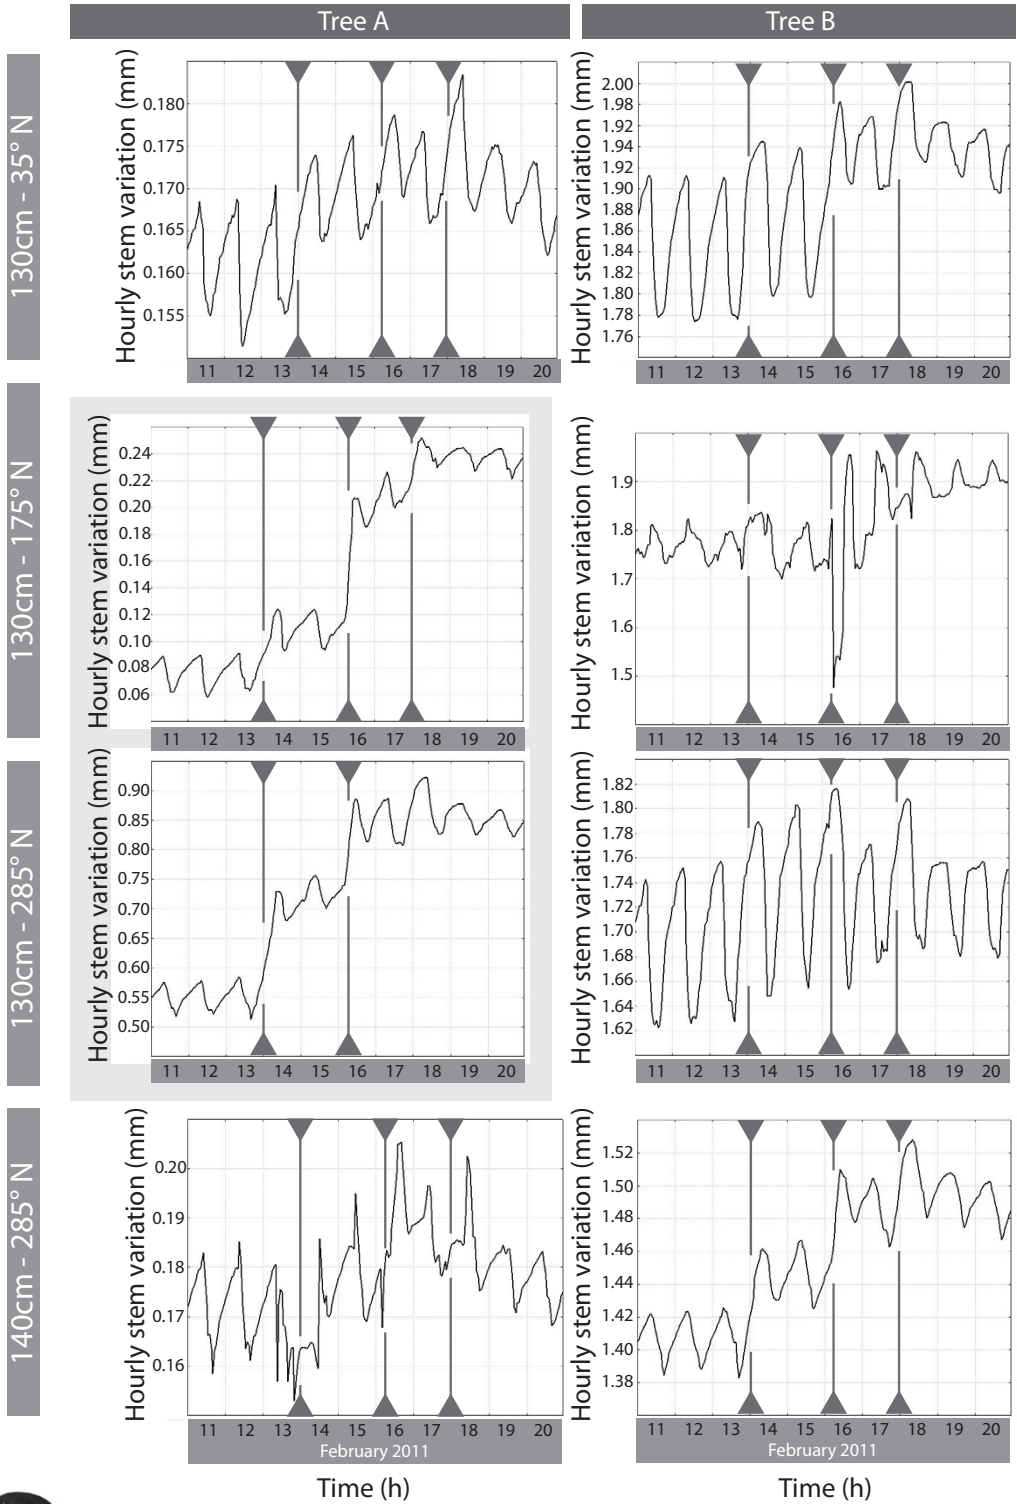 Tree A
Tree B
130cm - 35° N
Hourly stem variation (mm)
0.180
0.175
0.170
0.165
0.160
0.155
11 12 13 14 15 16 17 18 19 20
Hourly stem variation (mm)
2.00
1.98
1.96
1.92
1.94
1.92
1.90
1.88
1.86
1.84
1.82
1.80
1.78
1.76
11 12 13 14 15 16 17 18 19 20
130cm - 175° N
Hourly stem variation (mm)
0.24
0.22
0.20
0.18
0.16
0.14
0.12
0.10
0.08
0.06
11 12 13 14 15 16 17 18 19 20
Hourly stem variation (mm)
1.9
1.8
1.7
1.6
1.5
11 12 13 14 15 16 17 18 19 20
130cm - 285° N
Hourly stem variation (mm)
0.90
0.85
0.80
0.75
0.70
0.65
0.60
0.55
0.50
11 12 13 14 15 16 17 18 19 20
Hourly stem variation (mm)
1.82
1.80
1.78
1.76
1.74
1.72
1.70
1.68
1.66
1.64
1.62
11 12 13 14 15 16 17 18 19 20
140cm - 285° N
Hourly stem variation (mm)
0.20
0.19
0.18
0.17
0.16
11 12 13 14 15 16 17 18 19 20
February 2011
Time (h)
Hourly stem variation (mm)
1.52
1.50
1.48
1.46
1.44
1.42
1.40
1.38
11 12 13 14 15 16 17 18 19 20
February 2011
Time (h)